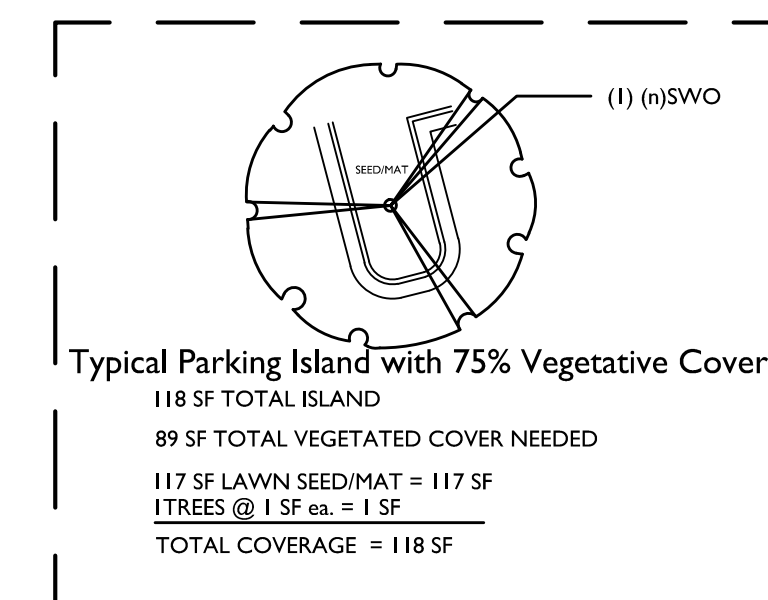 (1) (n)SWO
SEED/MAT
Typical Parking Island with 75% Vegetative Cover
118 SF TOTAL ISLAND
89 SF TOTAL VEGETATED COVER NEEDED
117 SF LAWN SEED/MAT = 117 SF
1TREES @ 1 SF ea. = 1 SF
TOTAL COVERAGE = 118 SF